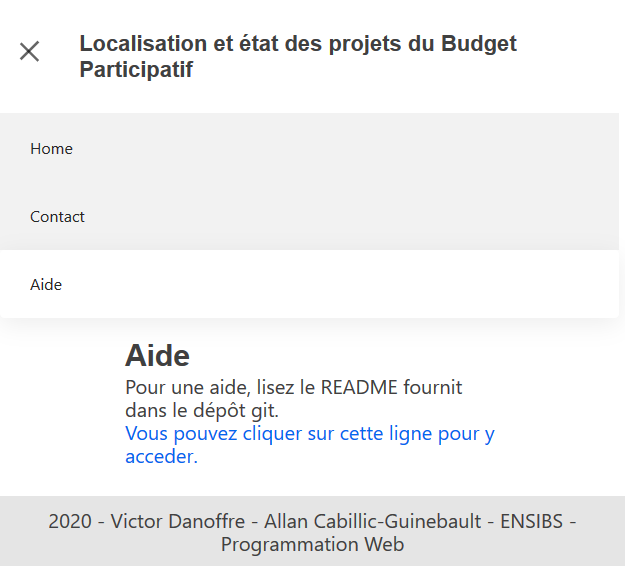 Localisation et état des projets du Budget
Participatif
Home
Contact
Aide
Aide
Pour une aide, lisez le README fournit
dans le dépôt git.
Vous pouvez cliquer sur cette ligne pour y
acceder.
2020 - Victor Danoffre - Allan Cabillic-Guinebault - ENSIBS -
Programmation Web